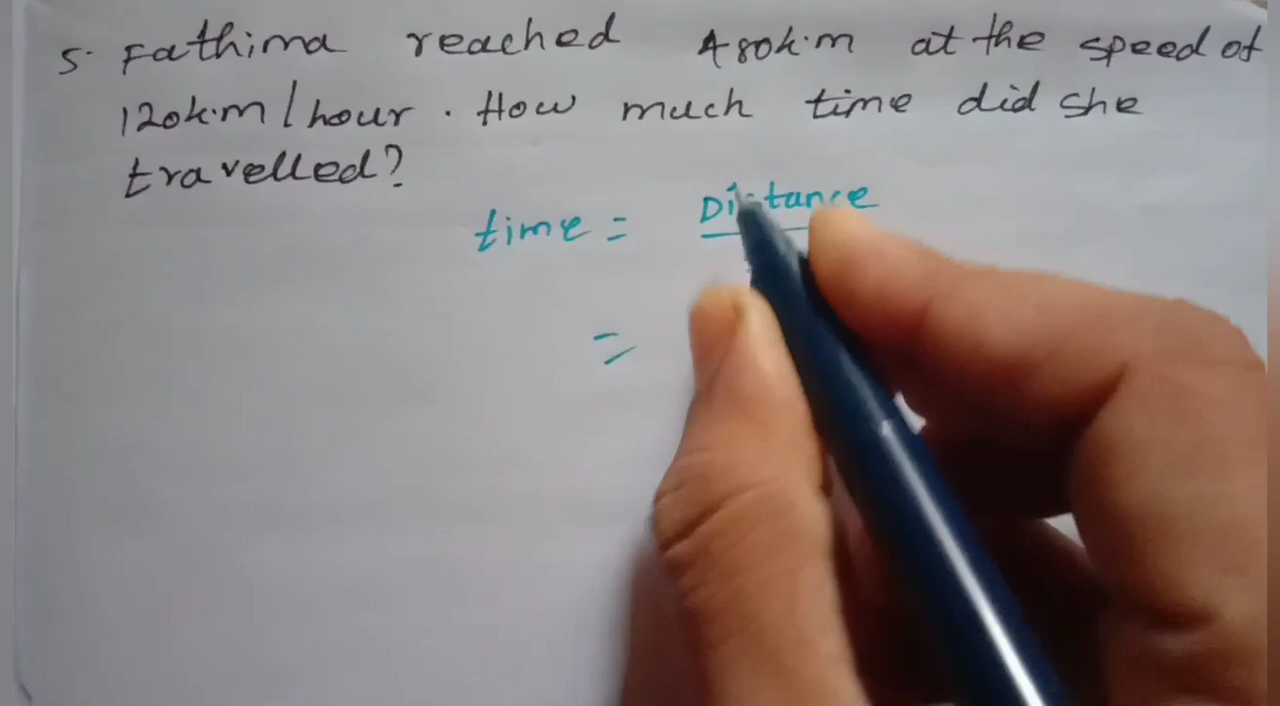 5. Fathima reached 480k.m at the speed of
120k.m/hour. How much time did she
travelled?
time = Distance
=